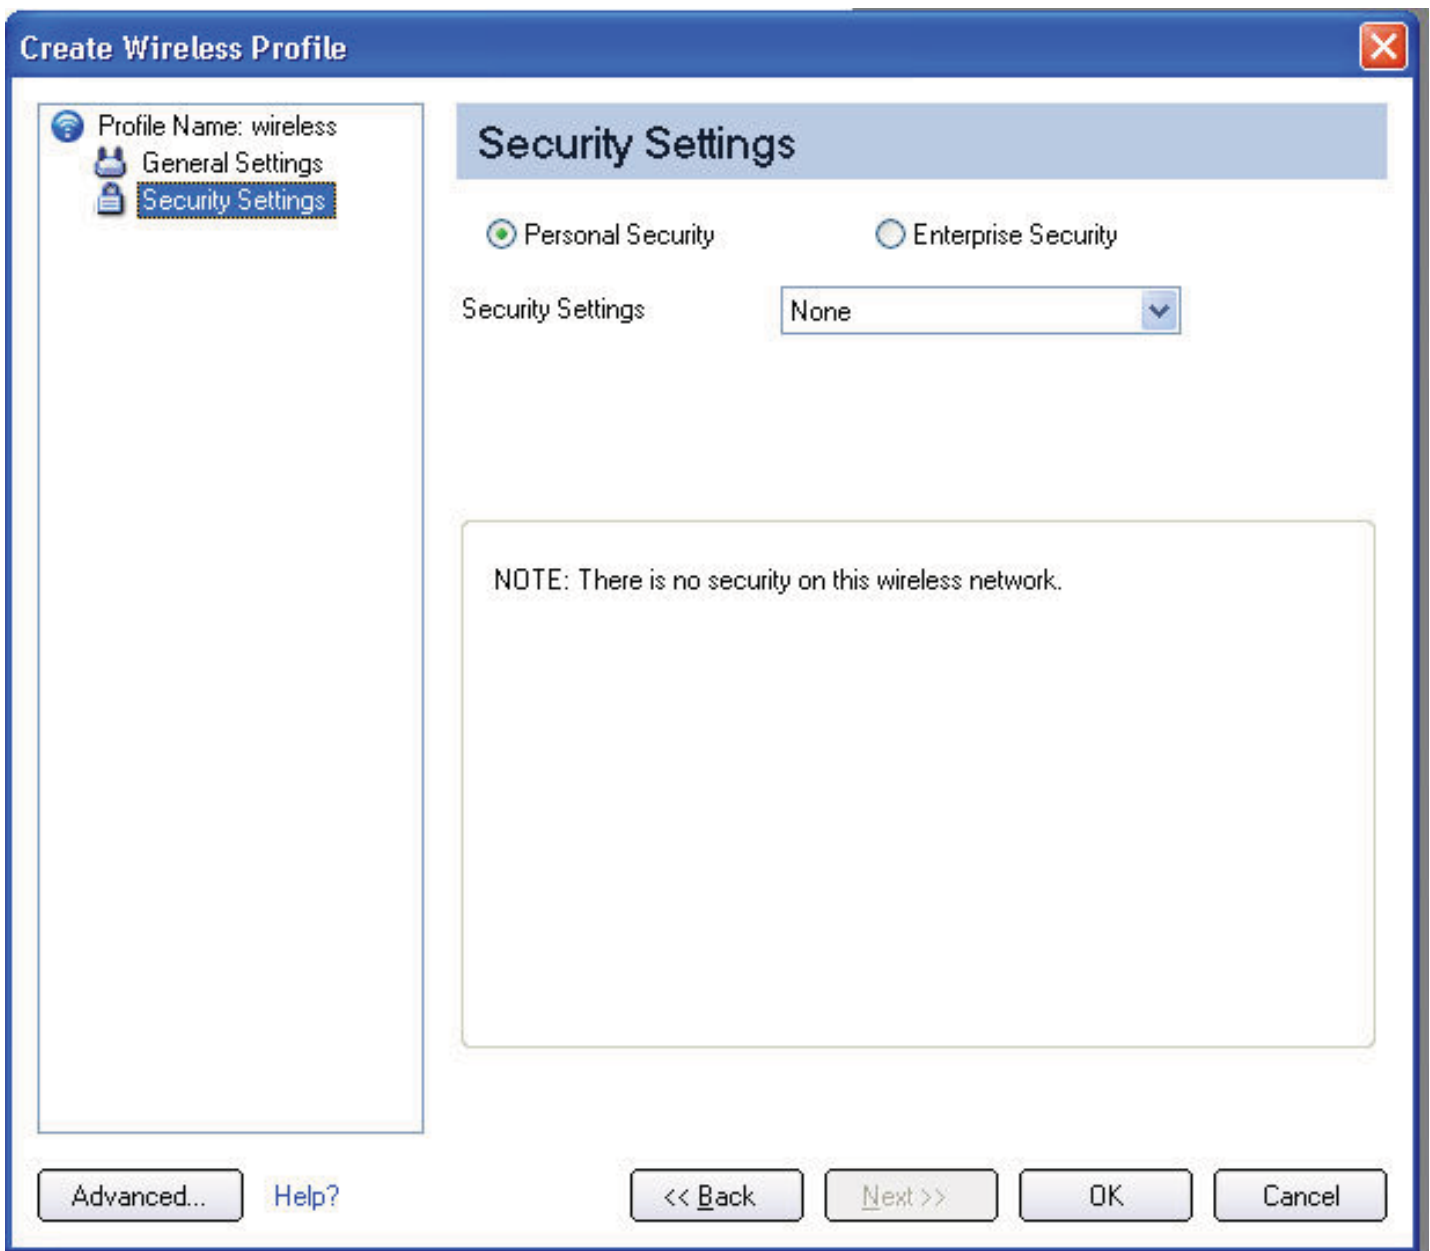 Create Wireless Profile
Profile Name: wireless
General Settings
Security Settings
Security Settings
Personal Security
Enterprise Security
Security Settings
None
NOTE: There is no security on this wireless network.
Advanced...
Help?
<< Back
Next >>
OK
Cancel